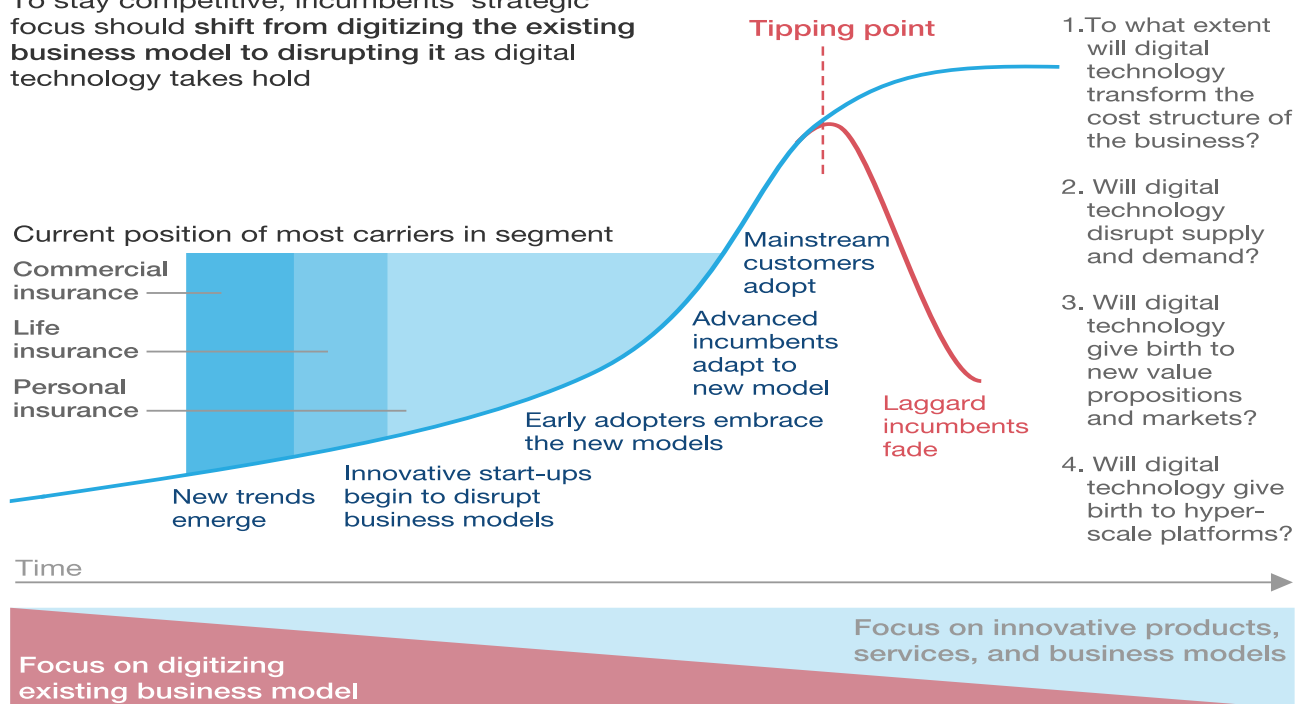 To stay competitive, incumbents' strategic
focus should shift from digitizing the existing
business model to disrupting it as digital
technology takes hold
Tipping point
1.To what extent
will digital
technology
transform the
cost structure of
the business?
2. Will digital
technology
disrupt supply
and demand?
3. Will digital
technology
give birth to
new value
propositions
and markets?
4. Will digital
technology give
birth to hyper-
scale platforms?
Current position of most carriers in segment
Commercial
insurance
Life
insurance
Personal
insurance
Mainstream
customers
adopt
Advanced
incumbents
adapt to
new model
Laggard
incumbents
fade
Early adopters embrace
the new models
Innovative start-ups
begin to disrupt
business models
New trends
emerge
Time
Focus on innovative products,
services, and business models
Focus on digitizing
existing business model